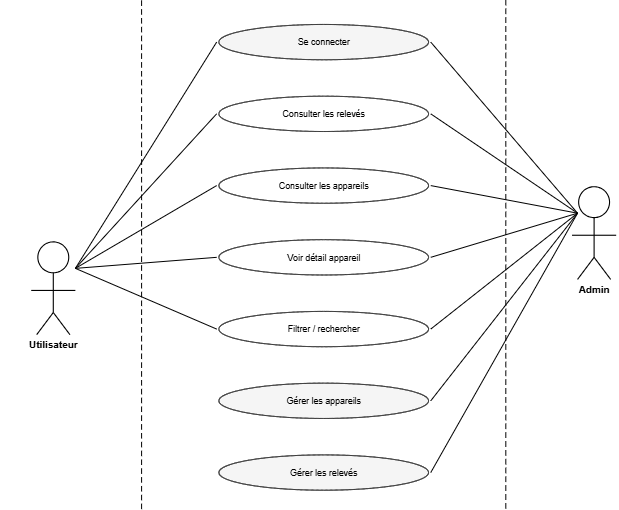 Se connecter
Consulter les relevés
Consulter les appareils
Voir détail appareil
Filtrer / rechercher
Gérer les appareils
Gérer les relevés
Utilisateur
Admin